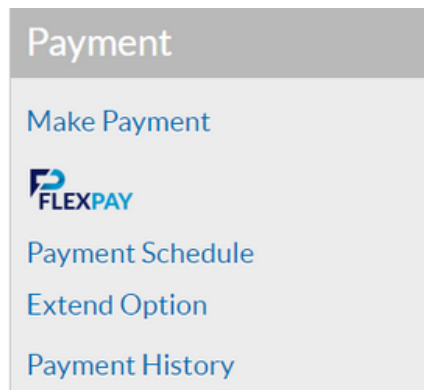 Payment
Make Payment
FLEXPAY
Payment Schedule
Extend Option
Payment History